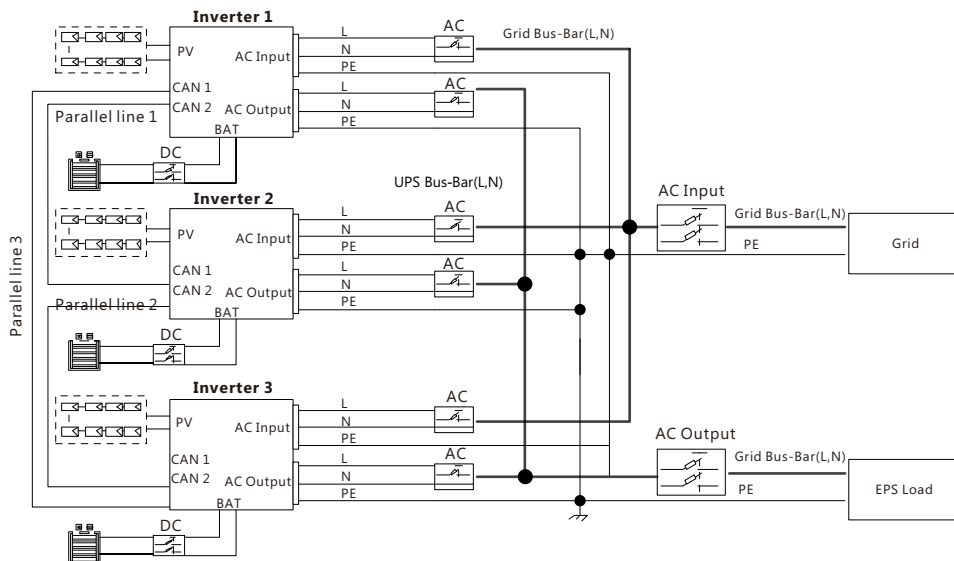 Inverter 1
PV
AC Input
CAN 1
CAN 2
AC Output
BAT
L
N
PE
L
N
PE
AC
AC
Grid Bus-Bar(L,N)
Parallel line 1
DC
UPS Bus-Bar(L,N)
Inverter 2
PV
AC Input
CAN 1
CAN 2
AC Output
BAT
L
N
PE
L
N
PE
AC
AC
AC Input
Grid Bus-Bar(L,N)
PE
Grid
Parallel line 3
Parallel line 2
DC
Inverter 3
PV
AC Input
CAN 1
CAN 2
AC Output
BAT
L
N
PE
L
N
PE
AC
AC
AC Output
Grid Bus-Bar(L,N)
PE
EPS Load
DC